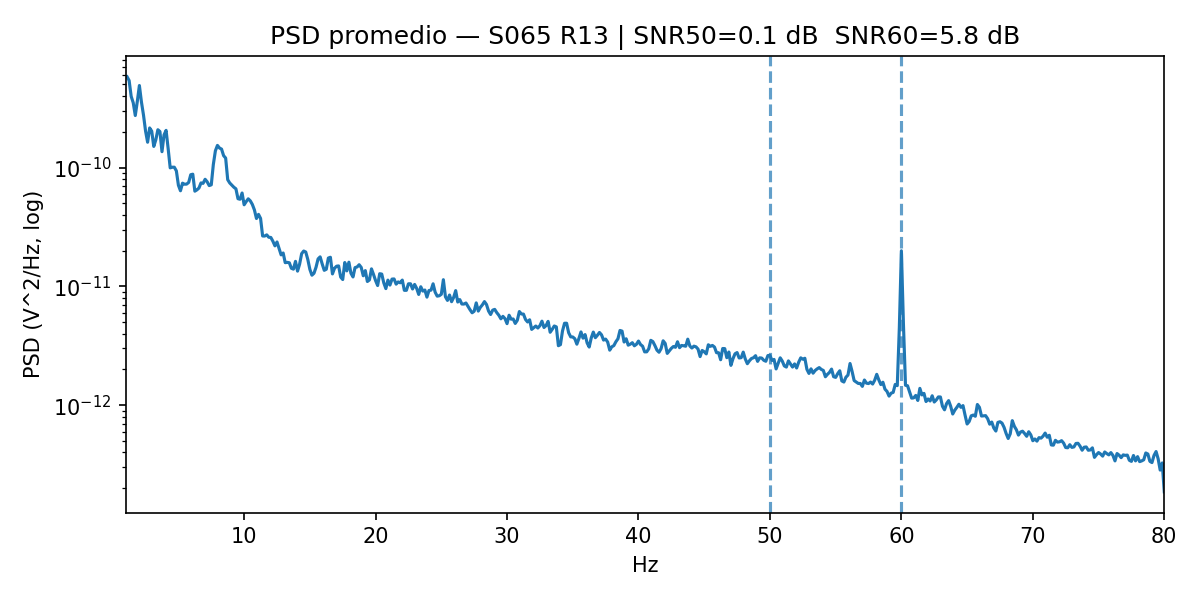 PSD promedio — S065 R13 | SNR50=0.1 dB  SNR60=5.8 dB
PSD (V^2/Hz, log)
10⁻¹⁰
10⁻¹¹
10⁻¹²
10 20 30 40 50 60 70 80
Hz